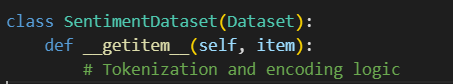 class SentimentDataset(Dataset):
    def __getitem__(self, item):
        # Tokenization and encoding logic